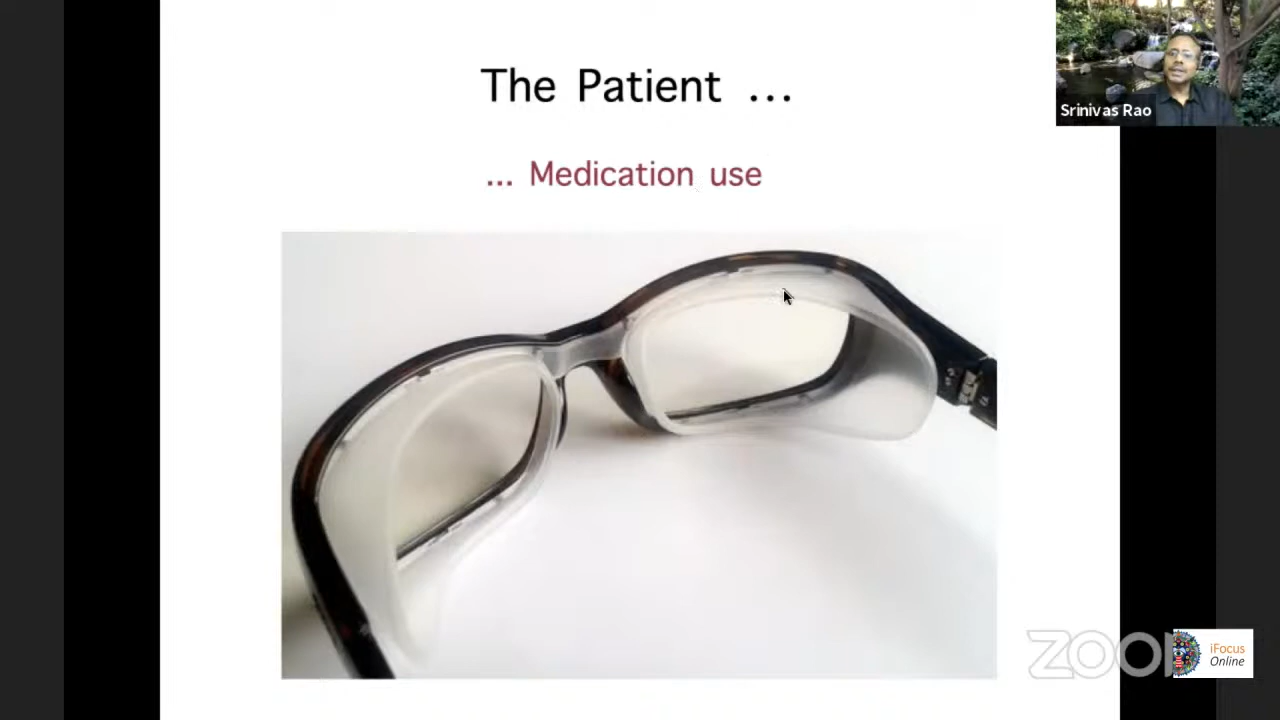 The Patient ...
... Medication use
Srinivas Rao
ZOOM
iFocus
Online